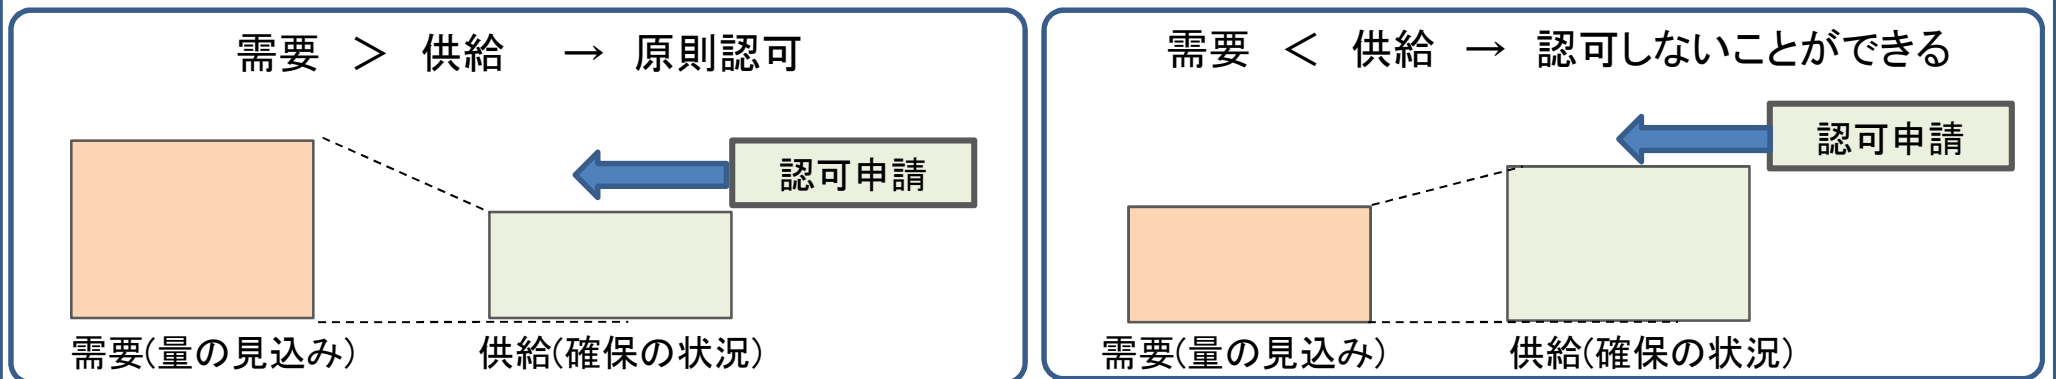 需要 ＞ 供給 → 原則認可
認可申請
需要(量の見込み)
供給(確保の状況)
需要 ＜ 供給 → 認可しないことができる
認可申請
需要(量の見込み)
供給(確保の状況)